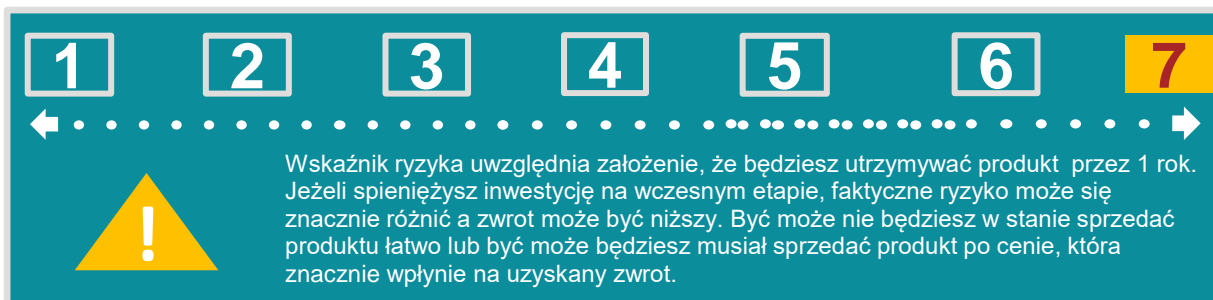 1 2 3 4 5 6 7
Wskaźnik ryzyka uwzględnia założenie, że będziesz utrzymywać produkt przez 1 rok.
Jeżeli spieniężysz inwestycję na wczesnym etapie, faktyczne ryzyko może się
znacznie różnić a zwrot może być niższy. Być może nie będziesz w stanie sprzedać
produktu łatwo lub być może będziesz musiał sprzedać produkt po cenie, która
znacznie wpłynie na uzyskany zwrot.
!